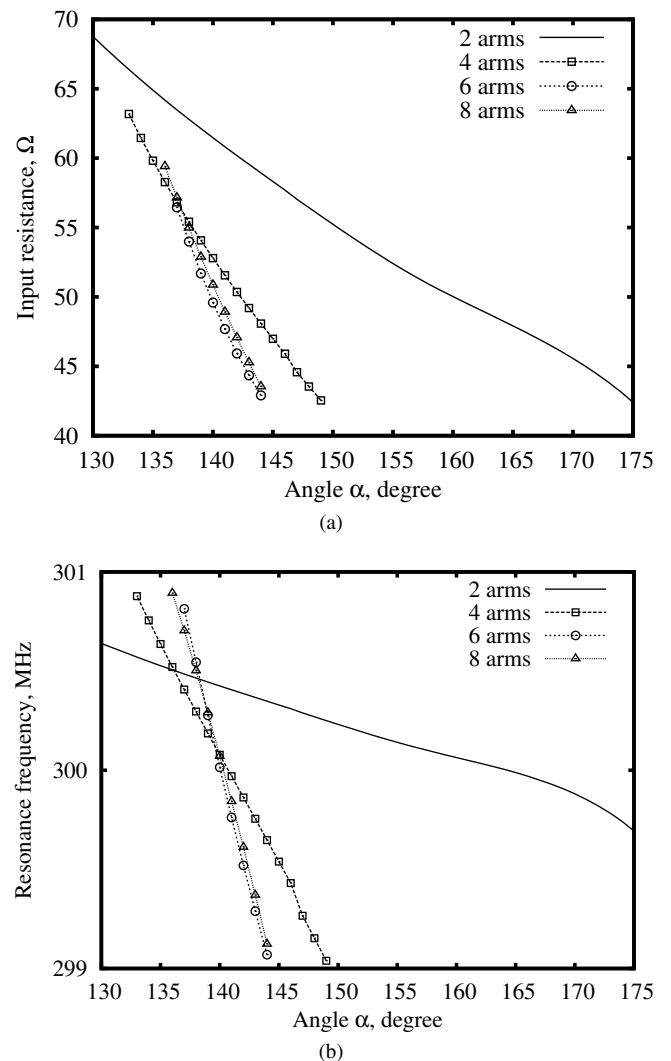 70
65
60
55
50
45
40
Input resistance, Ω
2 arms
4 arms
6 arms
8 arms
130 135 140 145 150 155 160 165 170 175
Angle α, degree
(a)
301
300
299
Resonance frequency, MHz
2 arms
4 arms
6 arms
8 arms
130 135 140 145 150 155 160 165 170 175
Angle α, degree
(b)